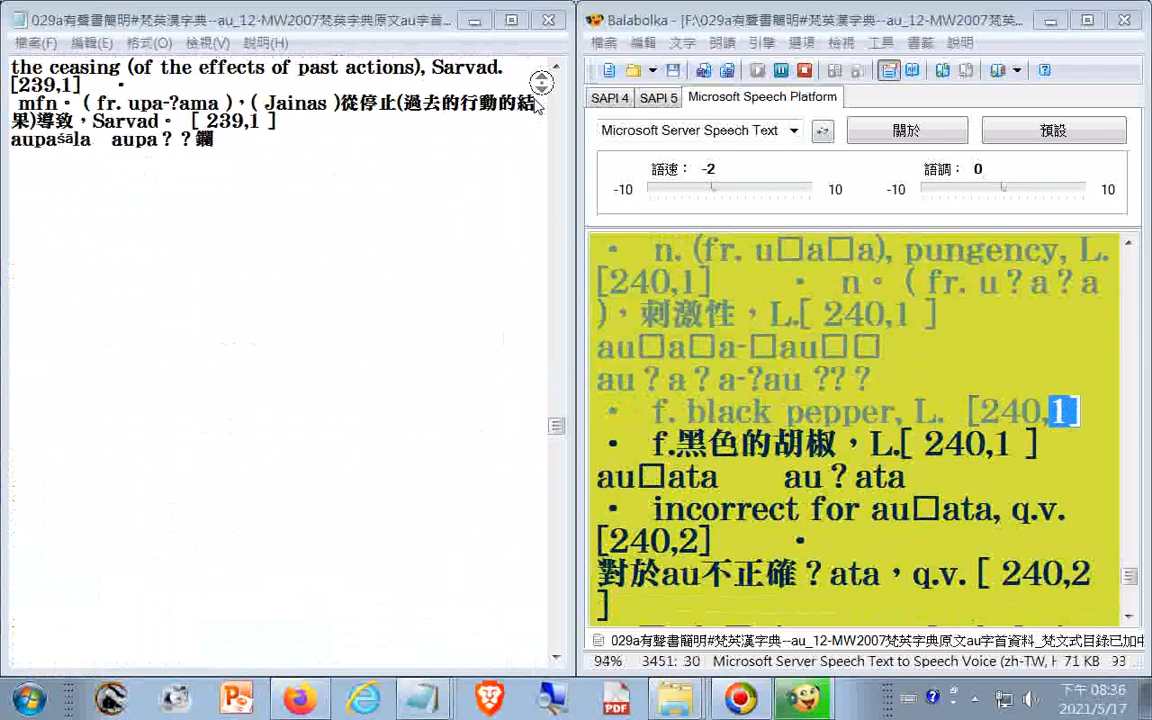 029a有聲書簡明#梵英漢字典--au_12-MW2007梵英字典原文au字首...
檔案(F) 編輯(E) 格式(O) 檢視(V) 說明(H)
the ceasing (of the effects of past actions), Sarvad.
[239,1] ・
mfn。 ( fr. upa-?ama ),( Jainas )從停止(過去的行動的結
果)導致,Sarvad。 [ 239,1 ]
aupaśāla aupa??鑭
Balabolka - [F:\029a有聲書簡明#梵英漢字典--au_12-MW2007梵英...
檔案 編輯 文字 朗讀 引擎 選項 檢視 工具 書籤 說明
SAPI 4 SAPI 5 Microsoft Speech Platform
Microsoft Server Speech Text 關於 預設
語速: -2 語調: 0
-10 10 -10 10
・ n. (fr. u□a□a), pungency, L.
[240,1] ・ n。 ( fr. u?a?a
),刺激性,L.[ 240,1 ]
au□a□a-□au□□
au?a?a-?au ???
・ f. black pepper, L. [240,1]
・ f.黑色的胡椒,L.[ 240,1 ]
au□ata au?ata
・ incorrect for au□ata, q.v.
[240,2] ・
對於au不正確?ata,q.v. [ 240,2
]
029a有聲書簡明#梵英漢字典--au_12-MW2007梵英字典原文au字首資料_梵文式目錄已加中
94% 3451: 30 Microsoft Server Speech Text to Speech Voice (zh-TW, H 71 KB 93
下午 08:36
2021/5/17